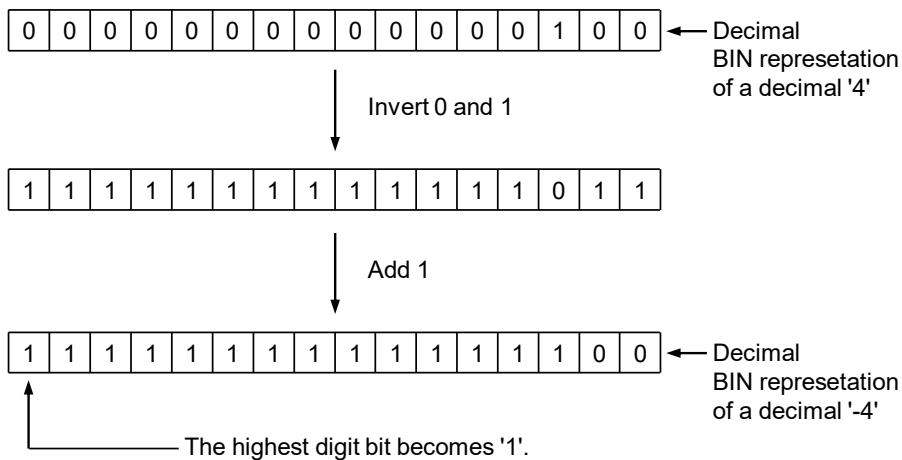 0 0 0 0 0 0 0 0 0 0 0 0 0 1 0 0
Decimal
BIN represetation
of a decimal '4'
Invert 0 and 1
1 1 1 1 1 1 1 1 1 1 1 1 1 0 1 1
Add 1
1 1 1 1 1 1 1 1 1 1 1 1 1 1 0 0
Decimal
BIN represetation
of a decimal '-4'
The highest digit bit becomes '1'.